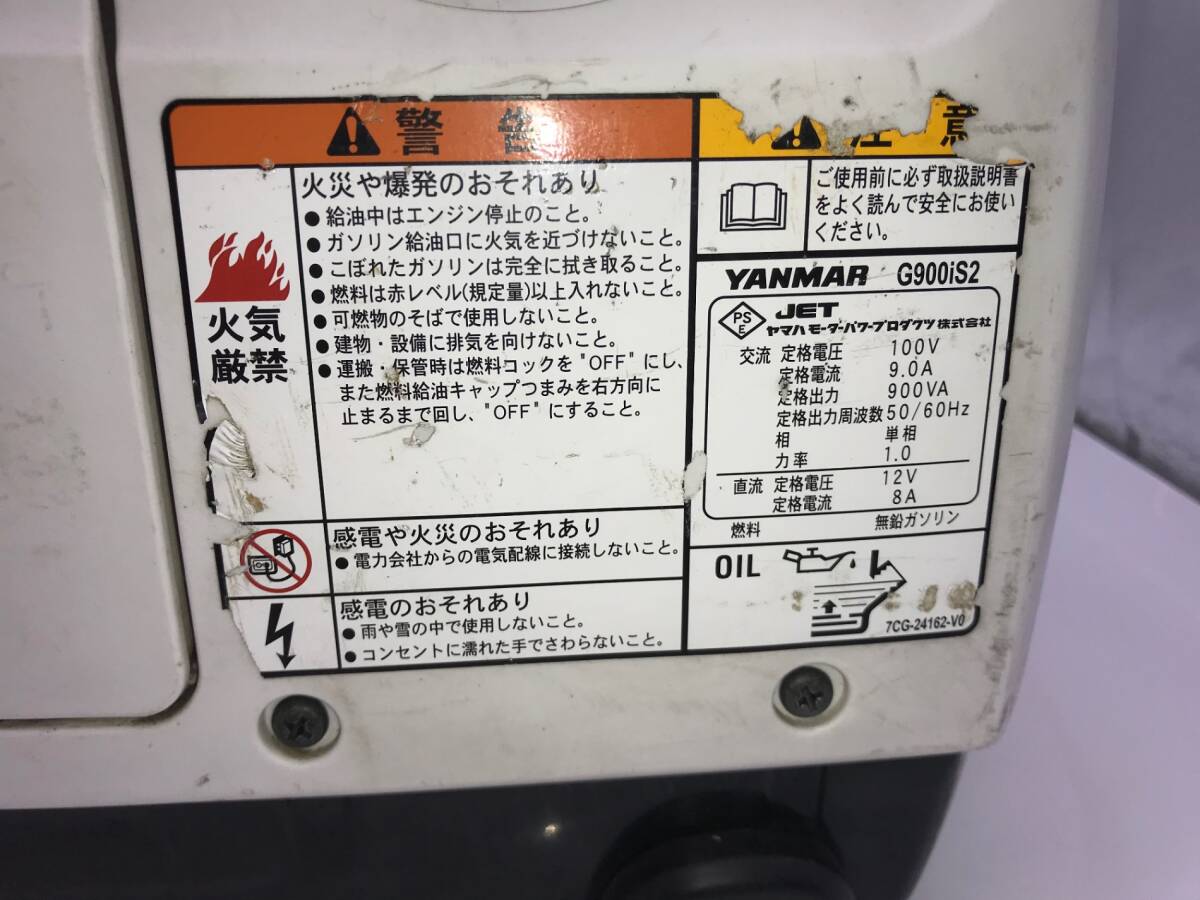 警 告
火気
厳禁
火災や爆発のおそれあり
● 給油中はエンジン停止のこと。
● ガソリン給油口に火気を近づけないこと。
● こぼれたガソリンは完全に拭き取ること。
● 燃料は赤レベル(規定量)以上入れないこと。
● 可燃物のそばで使用しないこと。
● 建物・設備に排気を向けないこと。
● 運搬・保管時は燃料コックを"OFF"にし、
また燃料給油キャップつまみを右方向に
止まるまで回し、"OFF"にすること。
感電や火災のおそれあり
● 電力会社からの電気配線に接続しないこと。
感電のおそれあり
● 雨や雪の中で使用しないこと。
● コンセントに濡れた手でさわらないこと。
注 意
ご使用前に必ず取扱説明書
をよく読んで安全にお使い
ください。
YANMAR G900iS2
PS
E
JET
ヤマハモーターパワープロダクツ株式会社
交流 定格電圧 100V
定格電流 9.0A
定格出力 900VA
定格出力周波数 50/60Hz
相 単相
力率 1.0
直流 定格電圧 12V
定格電流 8A
燃料 無鉛ガソリン
OIL
7CG-24162-V0